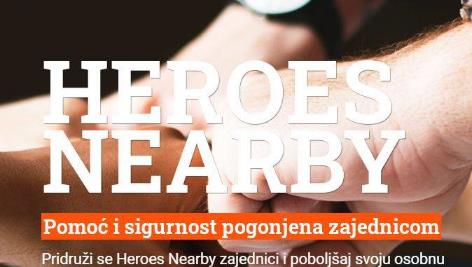 HEROES
NEARBY
Pomoć i sigurnost pogonjena zajednicom
Pridruži se Heroes Nearby zajednici i poboljšaj svoju osobnu